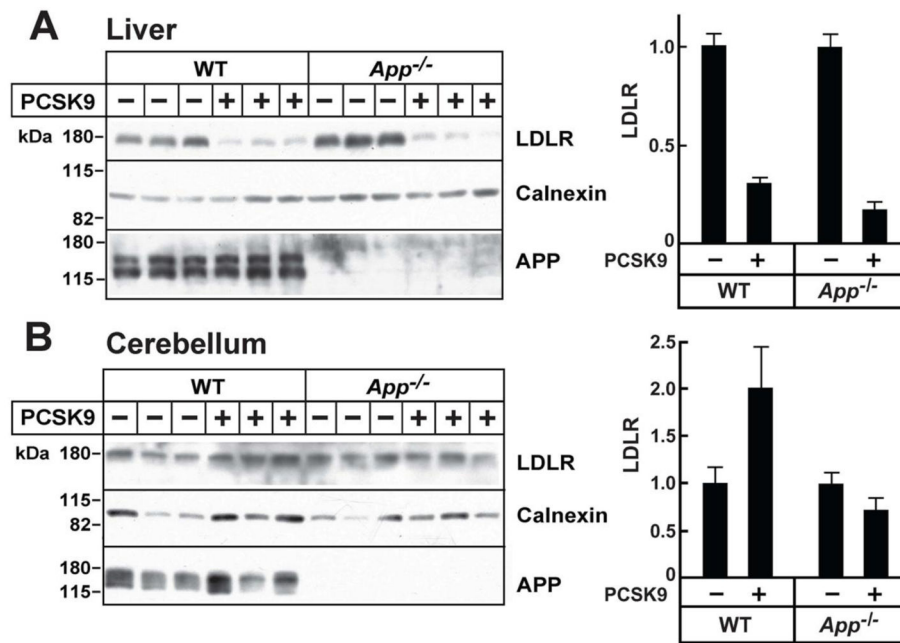 A Liver
WT App-/-
PCSK9 − − − + + + − − − + + +
kDa 180 LDLR
115
Calnexin
82
180
APP
115
1.0
LDLR
0.5
0
PCSK9 − + − +
WT App-/-
B Cerebellum
WT App-/-
PCSK9 − − − + + + − − − + + +
kDa 180 LDLR
115
Calnexin
82
180
APP
115
2.5
2.0
LDLR
1.5
1.0
0.5
0
PCSK9 − + − +
WT App-/-